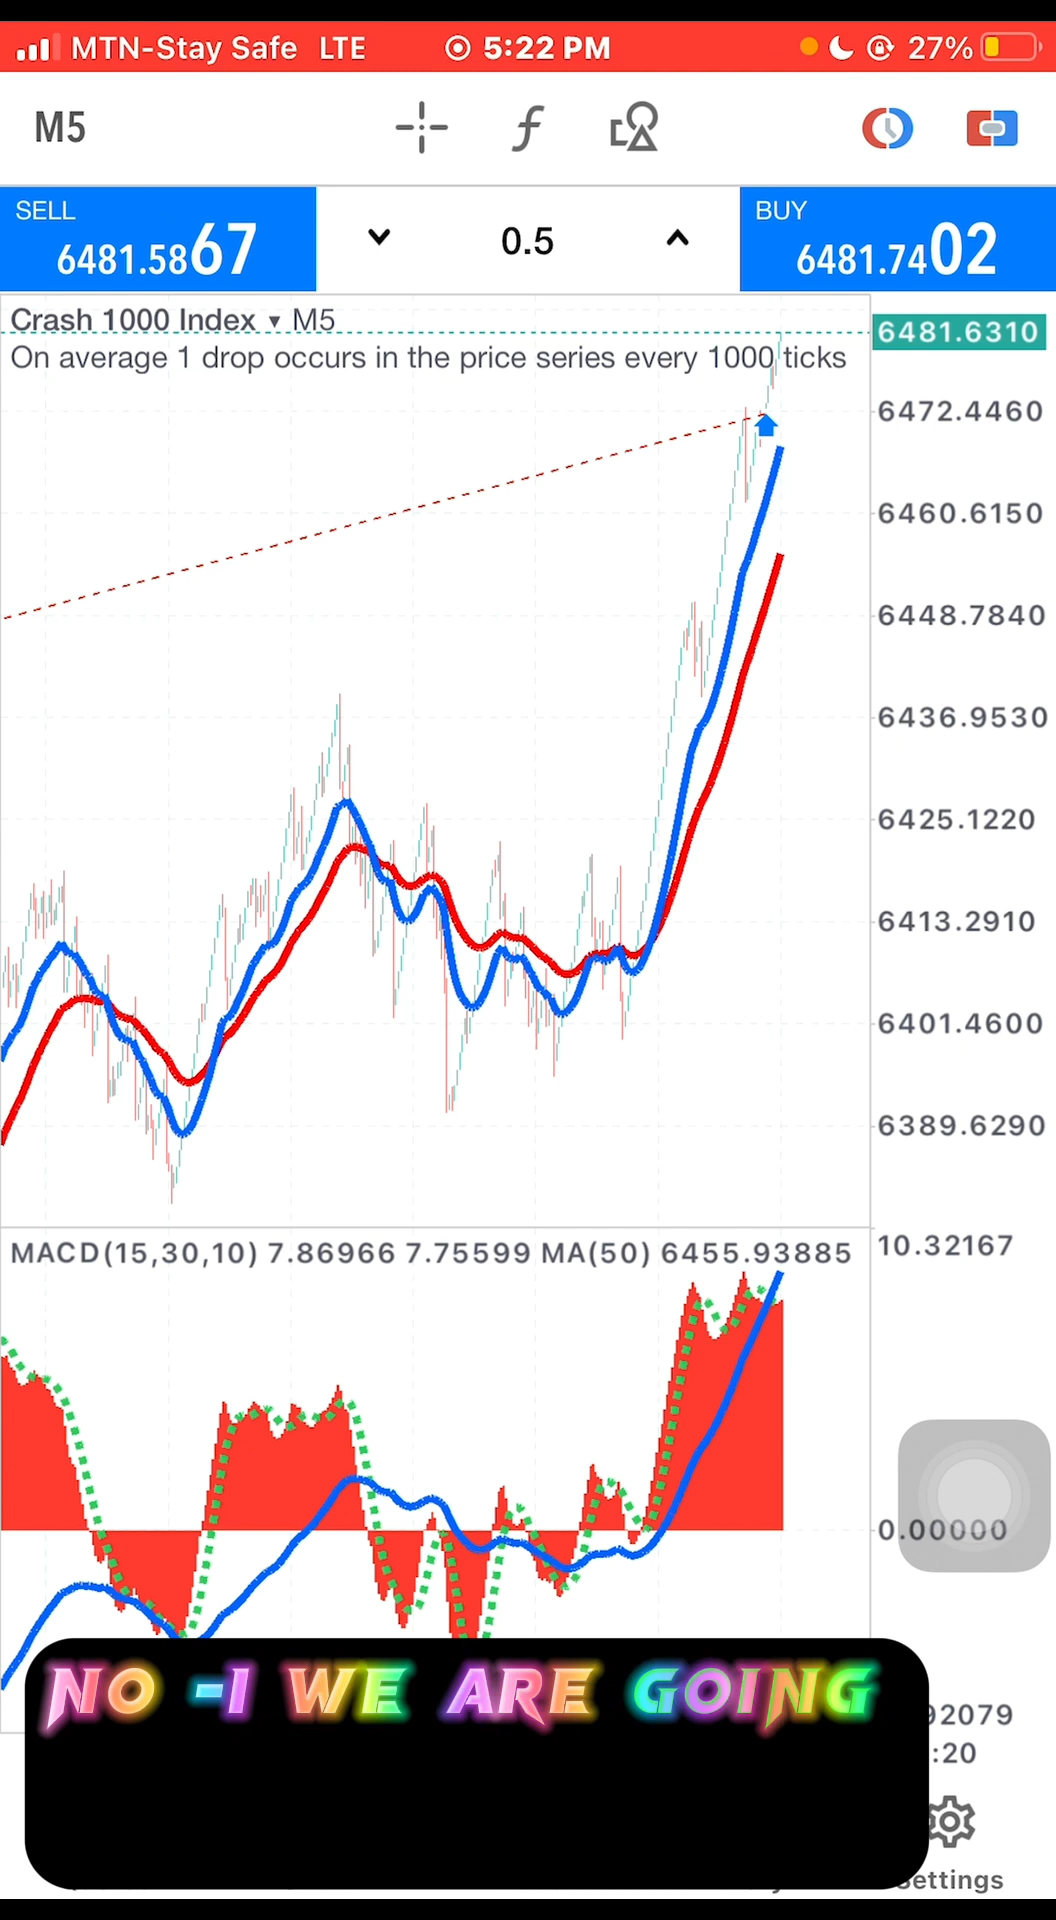 MTN-Stay Safe LTE 5:22 PM 27%
M5
SELL
6481.5867
0.5
BUY
6481.7402
Crash 1000 Index ▾ M5
6481.6310
On average 1 drop occurs in the price series every 1000 ticks
6472.4460
6460.6150
6448.7840
6436.9530
6425.1220
6413.2910
6401.4600
6389.6290
MACD(15,30,10) 7.86966 7.75599 MA(50) 6455.93885
10.32167
0.00000
NO -I WE ARE GOING
92079
:20
ettings